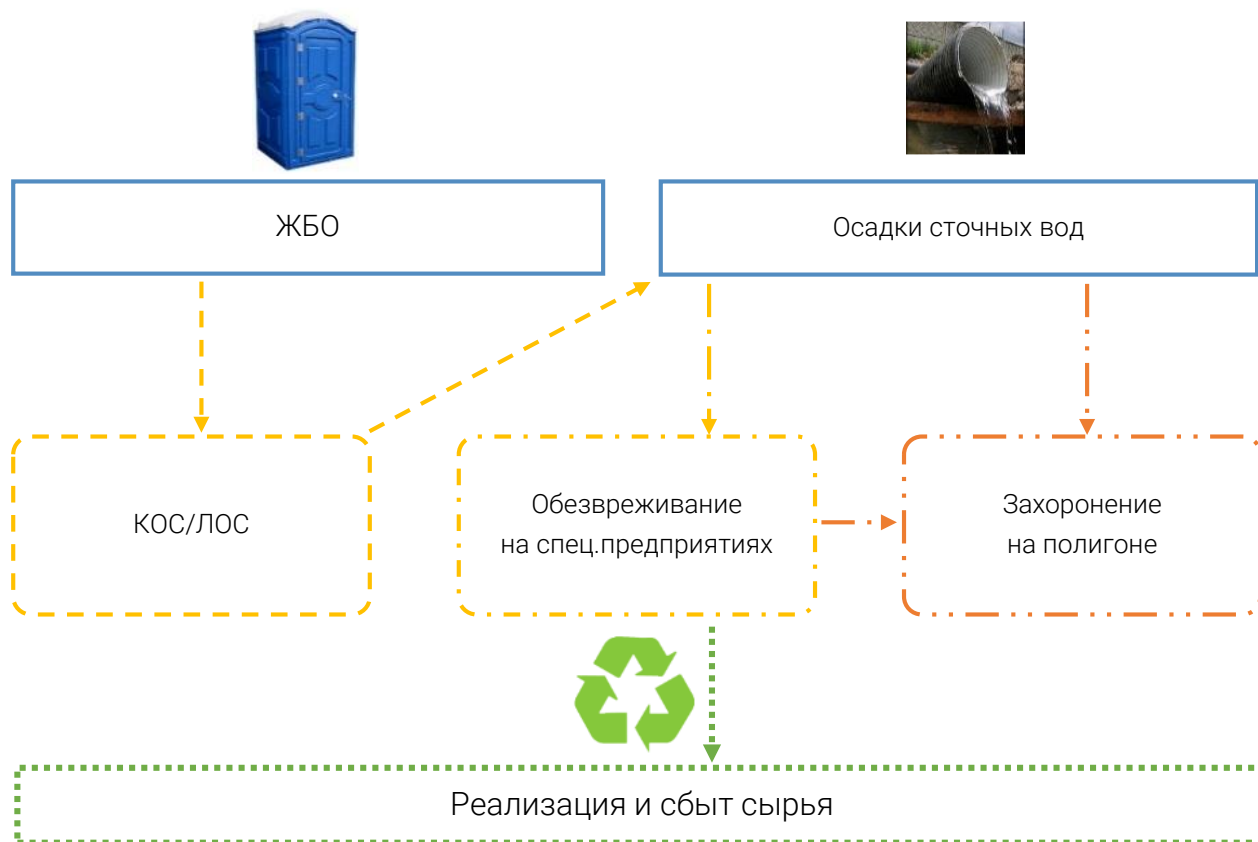 ЖБО
Осадки сточных вод
КОС/ЛОС
Обезвреживание
на спец.предприятиях
Захоронение
на полигоне
Реализация и сбыт сырья